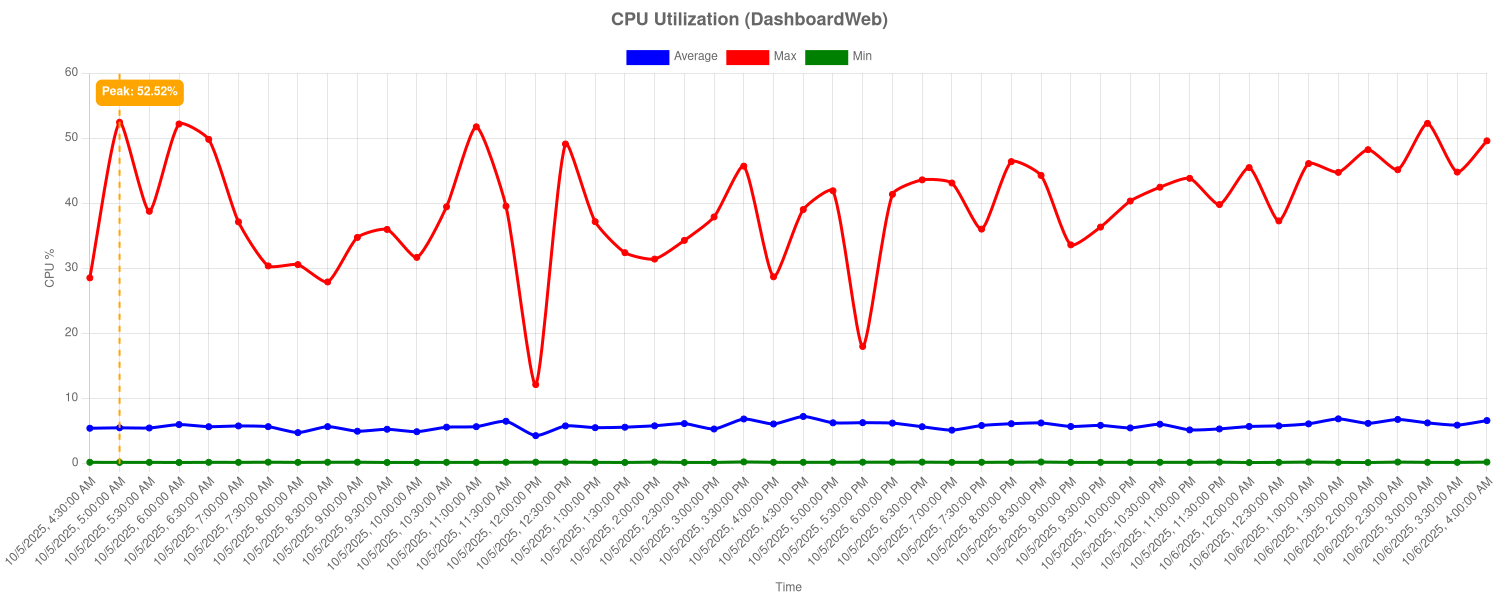 CPU Utilization (DashboardWeb)
Average Max Min
60
Peak: 52.52%
50
40
30
20
10
0
CPU %
10/5/2025, 4:30:00 AM
10/5/2025, 5:00:00 AM
10/5/2025, 5:30:00 AM
10/5/2025, 6:00:00 AM
10/5/2025, 6:30:00 AM
10/5/2025, 7:00:00 AM
10/5/2025, 7:30:00 AM
10/5/2025, 8:00:00 AM
10/5/2025, 8:30:00 AM
10/5/2025, 9:00:00 AM
10/5/2025, 9:30:00 AM
10/5/2025, 10:00:00 AM
10/5/2025, 10:30:00 AM
10/5/2025, 11:00:00 AM
10/5/2025, 11:30:00 AM
10/5/2025, 12:00:00 PM
10/5/2025, 12:30:00 PM
10/5/2025, 1:00:00 PM
10/5/2025, 1:30:00 PM
10/5/2025, 2:00:00 PM
10/5/2025, 2:30:00 PM
10/5/2025, 3:00:00 PM
10/5/2025, 3:30:00 PM
10/5/2025, 4:00:00 PM
10/5/2025, 4:30:00 PM
10/5/2025, 5:00:00 PM
10/5/2025, 5:30:00 PM
10/5/2025, 6:00:00 PM
10/5/2025, 6:30:00 PM
10/5/2025, 7:00:00 PM
10/5/2025, 7:30:00 PM
10/5/2025, 8:00:00 PM
10/5/2025, 8:30:00 PM
10/5/2025, 9:00:00 PM
10/5/2025, 9:30:00 PM
10/5/2025, 10:00:00 PM
10/5/2025, 10:30:00 PM
10/5/2025, 11:00:00 PM
10/5/2025, 11:30:00 PM
10/6/2025, 12:00:00 AM
10/6/2025, 12:30:00 AM
10/6/2025, 1:00:00 AM
10/6/2025, 1:30:00 AM
10/6/2025, 2:00:00 AM
10/6/2025, 2:30:00 AM
10/6/2025, 3:00:00 AM
10/6/2025, 3:30:00 AM
10/6/2025, 4:00:00 AM
Time